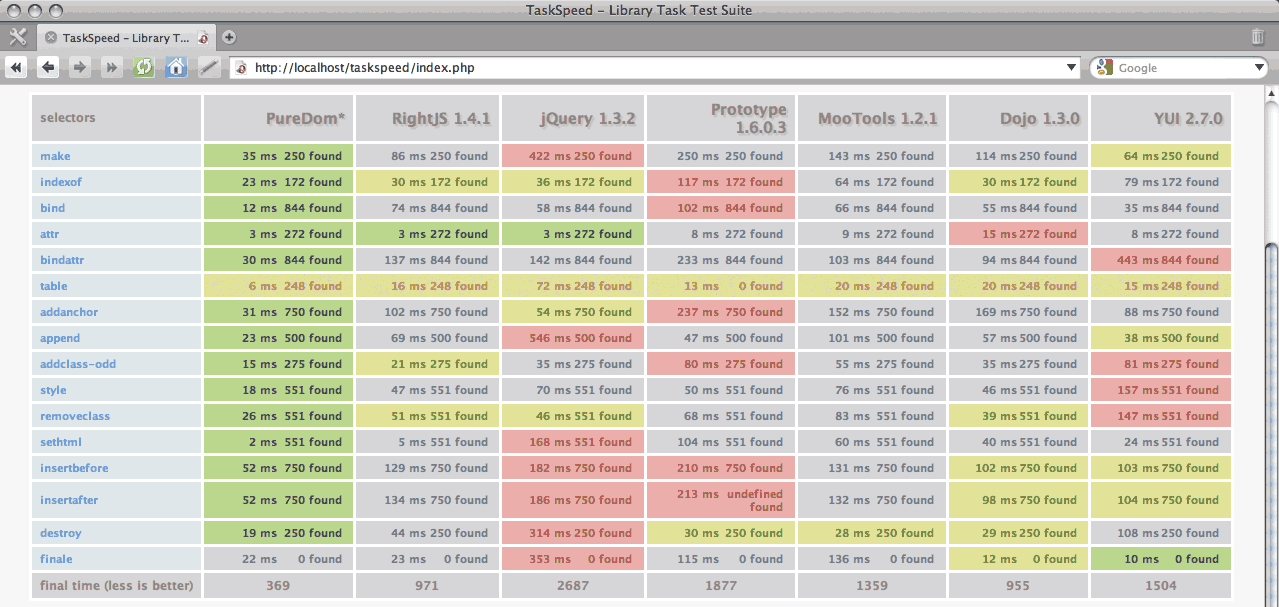 TaskSpeed – Library Task Test Suite
TaskSpeed – Library T...
http://localhost/taskspeed/index.php
Google
selectors PureDom* RightJS 1.4.1 jQuery 1.3.2 Prototype 1.6.0.3 MooTools 1.2.1 Dojo 1.3.0 YUI 2.7.0
make 35 ms 250 found 86 ms 250 found 422 ms 250 found 250 ms 250 found 143 ms 250 found 114 ms 250 found 64 ms 250 found
indexof 23 ms 172 found 30 ms 172 found 36 ms 172 found 117 ms 172 found 64 ms 172 found 30 ms 172 found 79 ms 172 found
bind 12 ms 844 found 74 ms 844 found 58 ms 844 found 102 ms 844 found 66 ms 844 found 55 ms 844 found 35 ms 844 found
attr 3 ms 272 found 3 ms 272 found 3 ms 272 found 8 ms 272 found 9 ms 272 found 15 ms 272 found 8 ms 272 found
bindattr 30 ms 844 found 137 ms 844 found 142 ms 844 found 233 ms 844 found 103 ms 844 found 94 ms 844 found 443 ms 844 found
table 6 ms 248 found 16 ms 248 found 72 ms 248 found 13 ms 0 found 20 ms 248 found 20 ms 248 found 15 ms 248 found
addanchor 31 ms 750 found 102 ms 750 found 54 ms 750 found 237 ms 750 found 152 ms 750 found 169 ms 750 found 88 ms 750 found
append 23 ms 500 found 69 ms 500 found 546 ms 500 found 47 ms 500 found 101 ms 500 found 57 ms 500 found 38 ms 500 found
addclass-odd 15 ms 275 found 21 ms 275 found 35 ms 275 found 80 ms 275 found 55 ms 275 found 35 ms 275 found 81 ms 275 found
style 18 ms 551 found 47 ms 551 found 70 ms 551 found 50 ms 551 found 76 ms 551 found 46 ms 551 found 157 ms 551 found
removeclass 26 ms 551 found 51 ms 551 found 46 ms 551 found 68 ms 551 found 83 ms 551 found 39 ms 551 found 147 ms 551 found
sethtml 2 ms 551 found 5 ms 551 found 168 ms 551 found 104 ms 551 found 60 ms 551 found 40 ms 551 found 24 ms 551 found
insertbefore 52 ms 750 found 129 ms 750 found 182 ms 750 found 210 ms 750 found 131 ms 750 found 102 ms 750 found 103 ms 750 found
insertafter 52 ms 750 found 134 ms 750 found 186 ms 750 found 213 ms undefined found 132 ms 750 found 98 ms 750 found 104 ms 750 found
destroy 19 ms 250 found 44 ms 250 found 314 ms 250 found 30 ms 250 found 28 ms 250 found 29 ms 250 found 108 ms 250 found
finale 22 ms 0 found 23 ms 0 found 353 ms 0 found 115 ms 0 found 136 ms 0 found 12 ms 0 found 10 ms 0 found
final time (less is better) 369 971 2687 1877 1359 955 1504